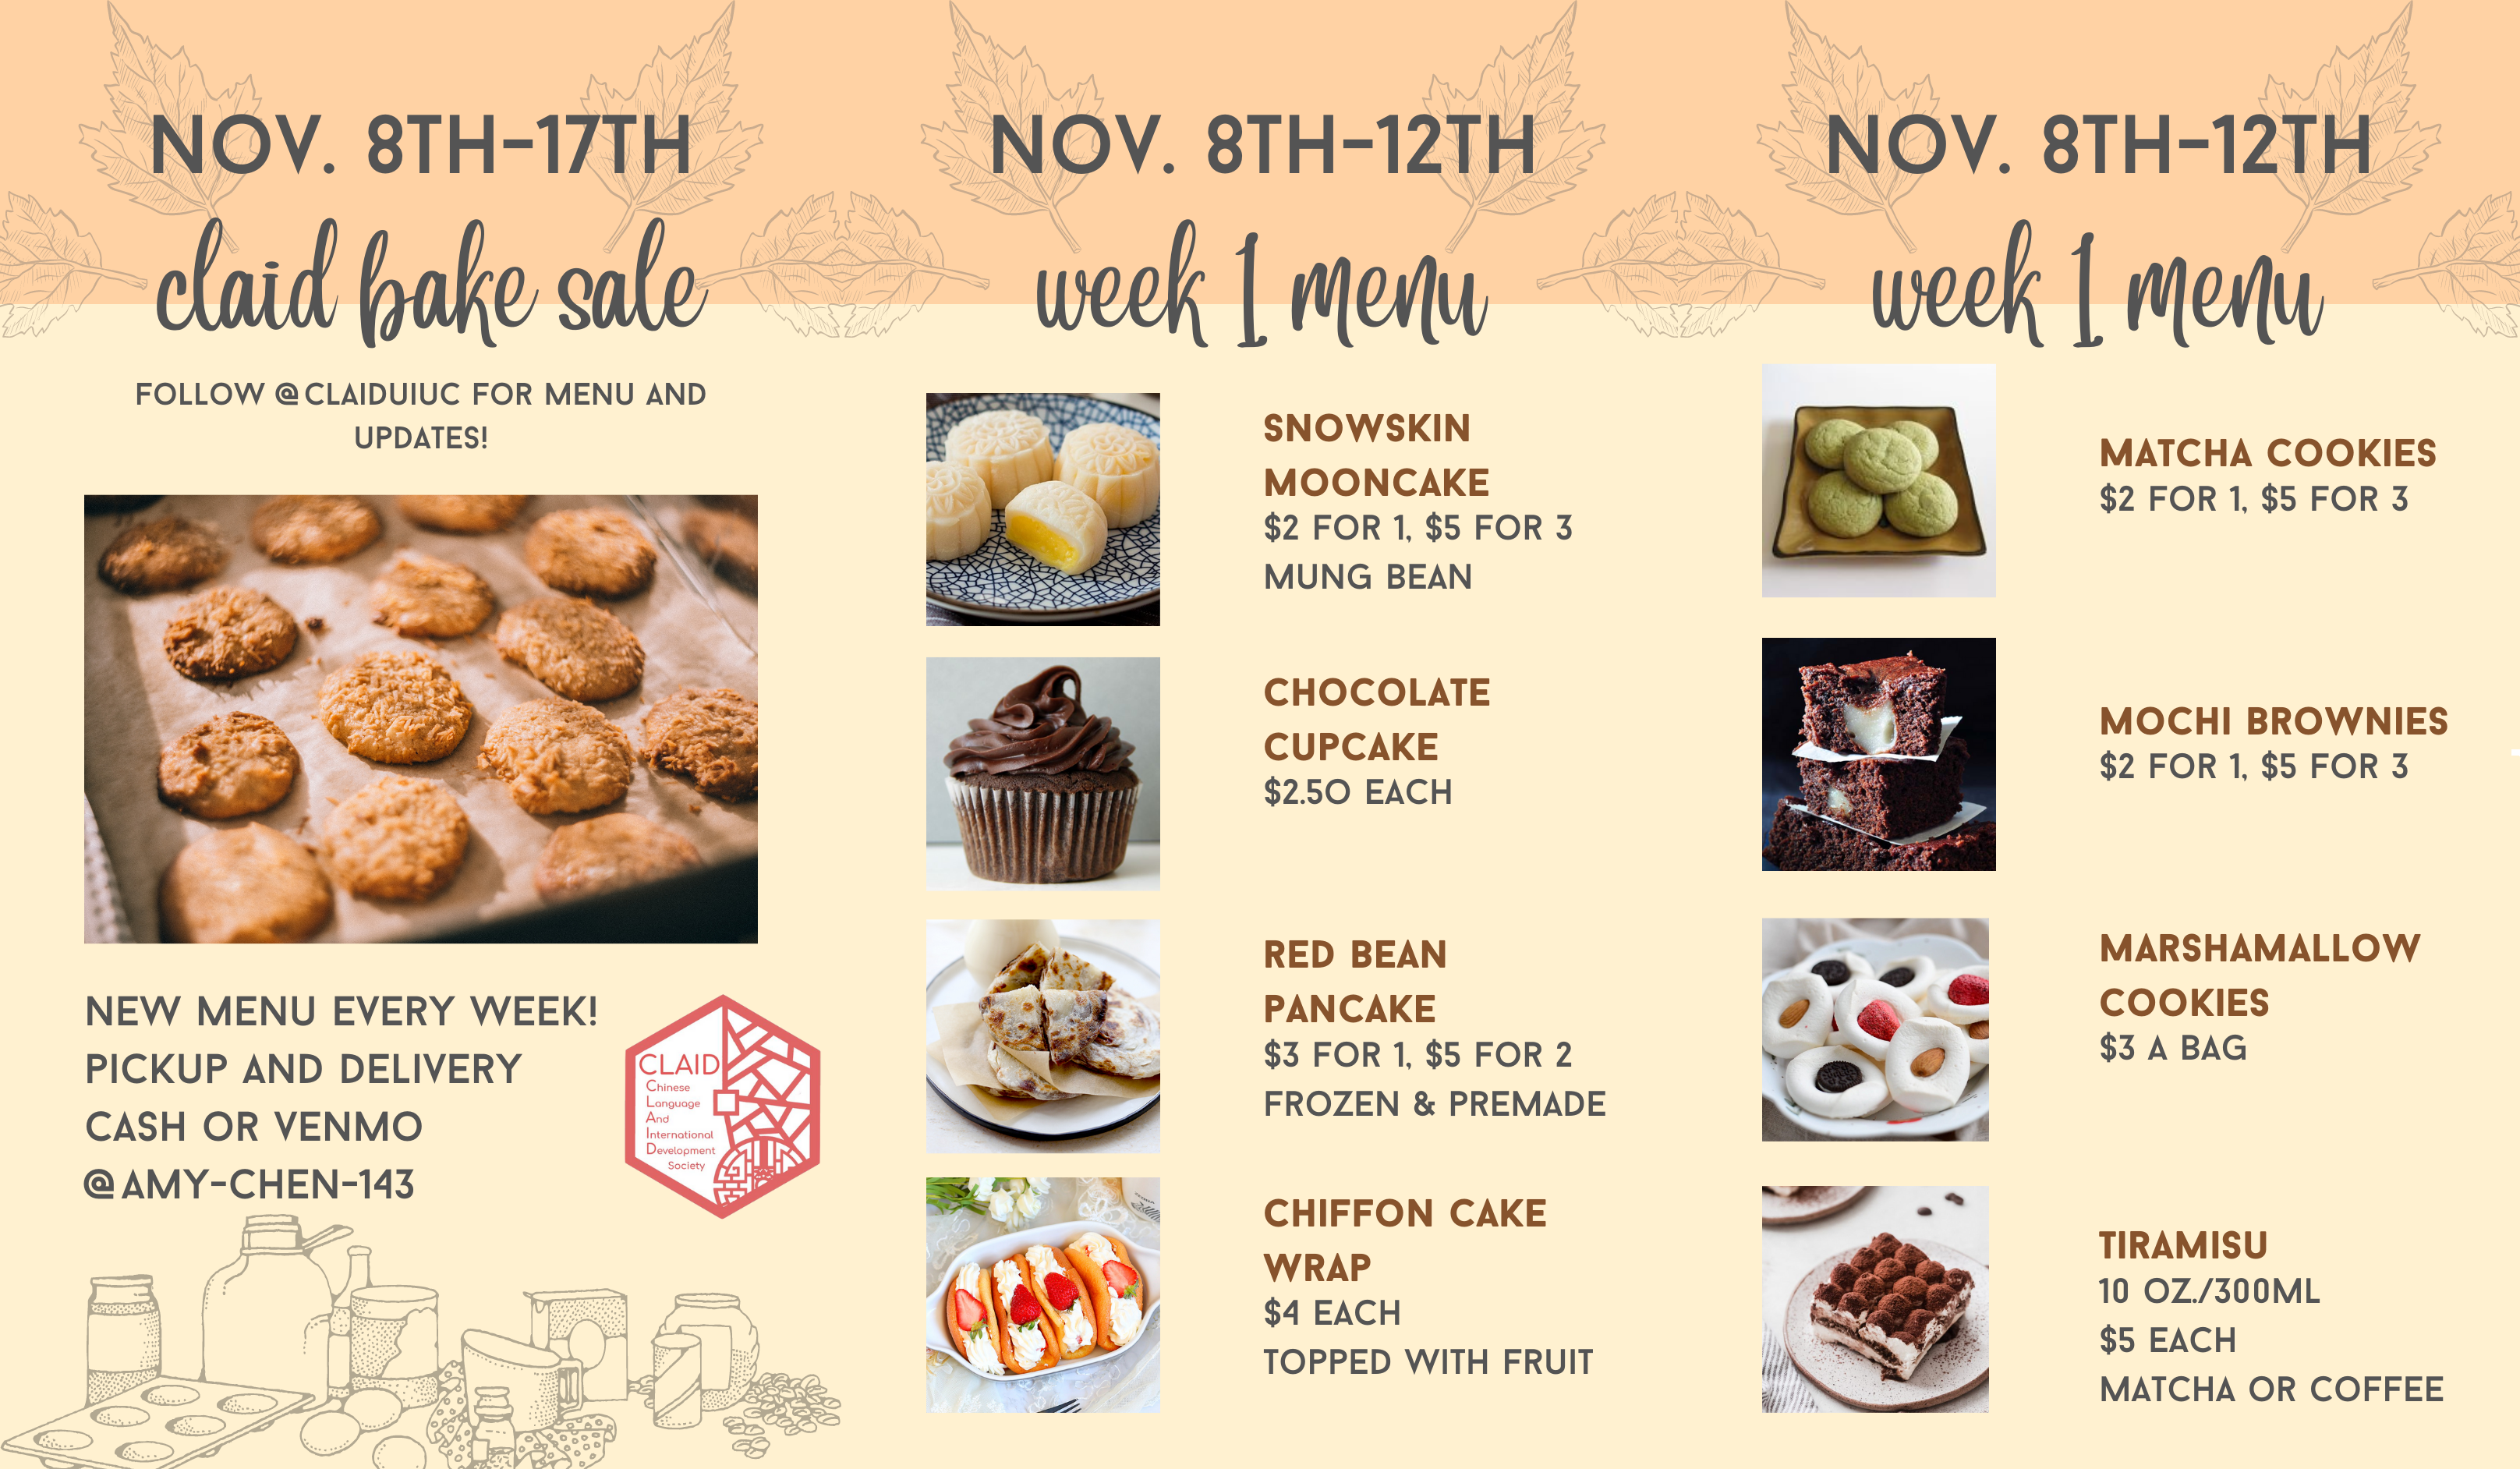 NOV. 8TH-17TH
claid bake sale
FOLLOW @CLAIDUIUC FOR MENU AND
UPDATES!
NEW MENU EVERY WEEK!
PICKUP AND DELIVERY
CASH OR VENMO
@AMY-CHEN-143
CLAID
Chinese
Language
And
International
Development
Society
NOV. 8TH-12TH
week 1 menu
SNOWSKIN
MOONCAKE
$2 FOR 1, $5 FOR 3
MUNG BEAN
CHOCOLATE
CUPCAKE
$2.50 EACH
RED BEAN
PANCAKE
$3 FOR 1, $5 FOR 2
FROZEN & PREMADE
CHIFFON CAKE
WRAP
$4 EACH
TOPPED WITH FRUIT
NOV. 8TH-12TH
week 1 menu
MATCHA COOKIES
$2 FOR 1, $5 FOR 3
MOCHI BROWNIES
$2 FOR 1, $5 FOR 3
MARSHAMALLOW
COOKIES
$3 A BAG
TIRAMISU
10 OZ./300ML
$5 EACH
MATCHA OR COFFEE